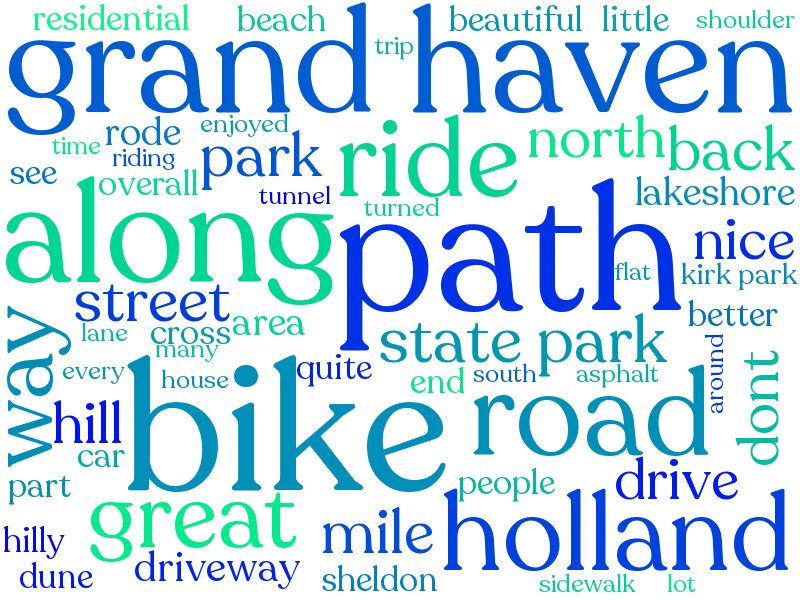 residential beach beautiful little shoulder
grand haven
trip
time rode enjoyed
see riding park ride north back
overall tunnel turned lakeshore
along path nice
flat kirk park
street area better
lane cross state park
many
way every house quite end south asphalt around dont
hill bike road
car
part people drive
great mile holland
hilly driveway
dune sheldon sidewalk lot